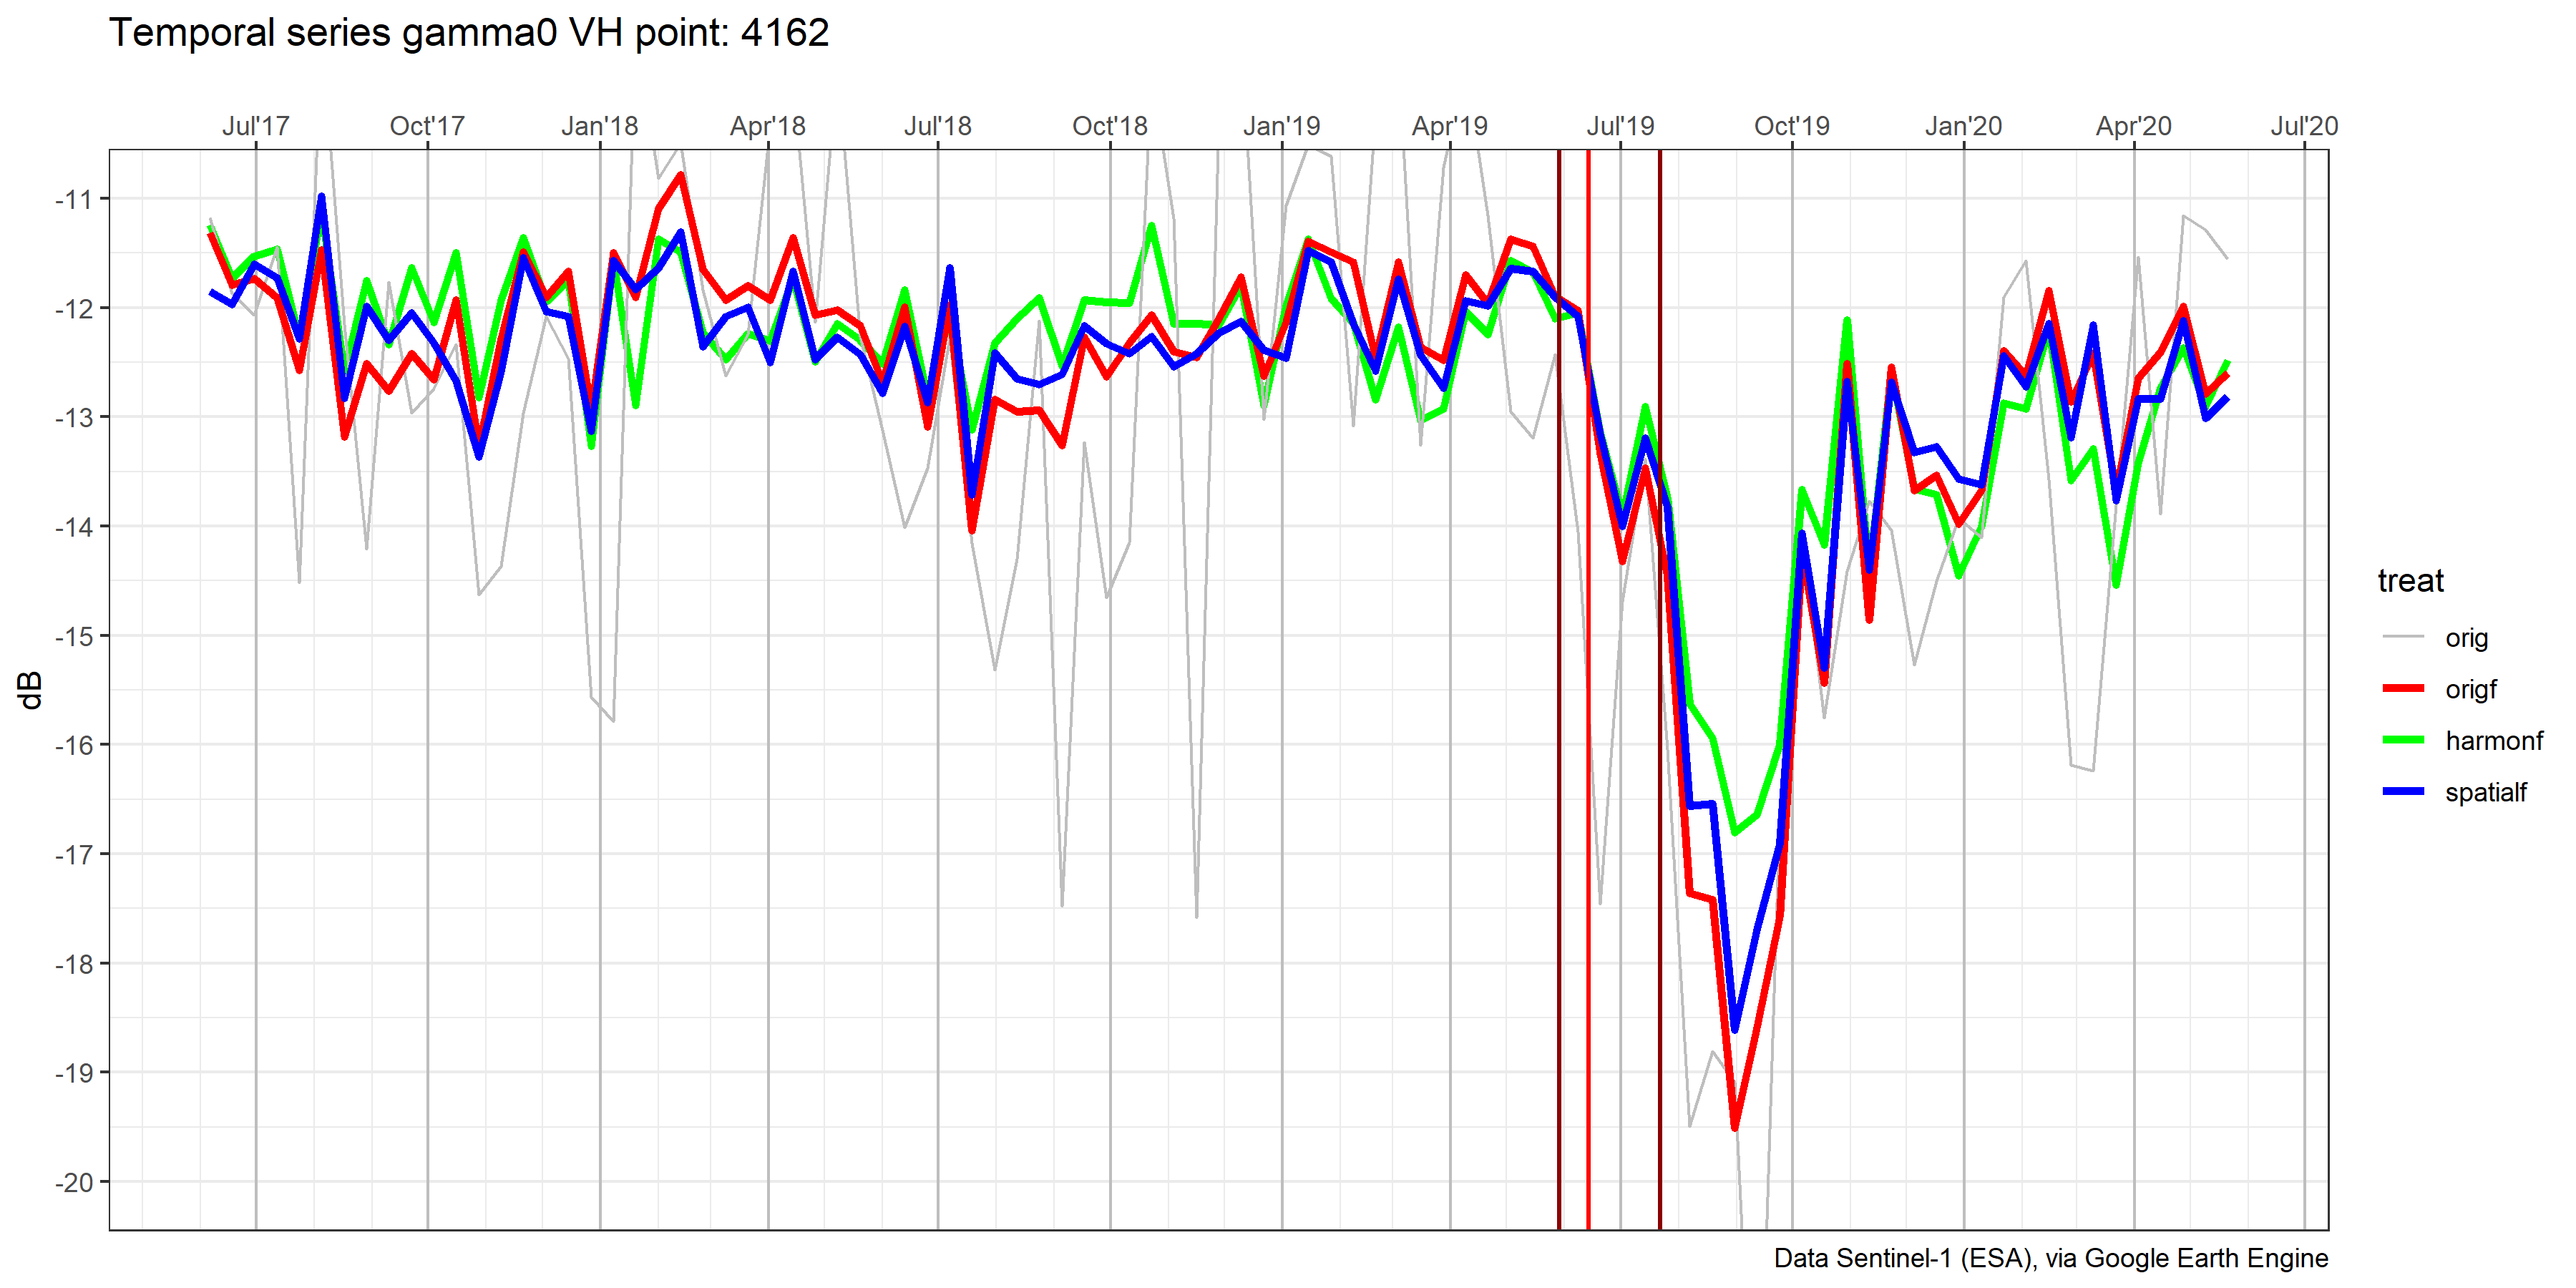 Temporal series gamma0 VH point: 4162
Jul'17 Oct'17 Jan'18 Apr'18 Jul'18 Oct'18 Jan'19 Apr'19 Jul'19 Oct'19 Jan'20 Apr'20 Jul'20
-11
-12
-13
-14
-15
-16
-17
-18
-19
-20
dB
treat
orig
origf
harmonf
spatialf
Data Sentinel-1 (ESA), via Google Earth Engine